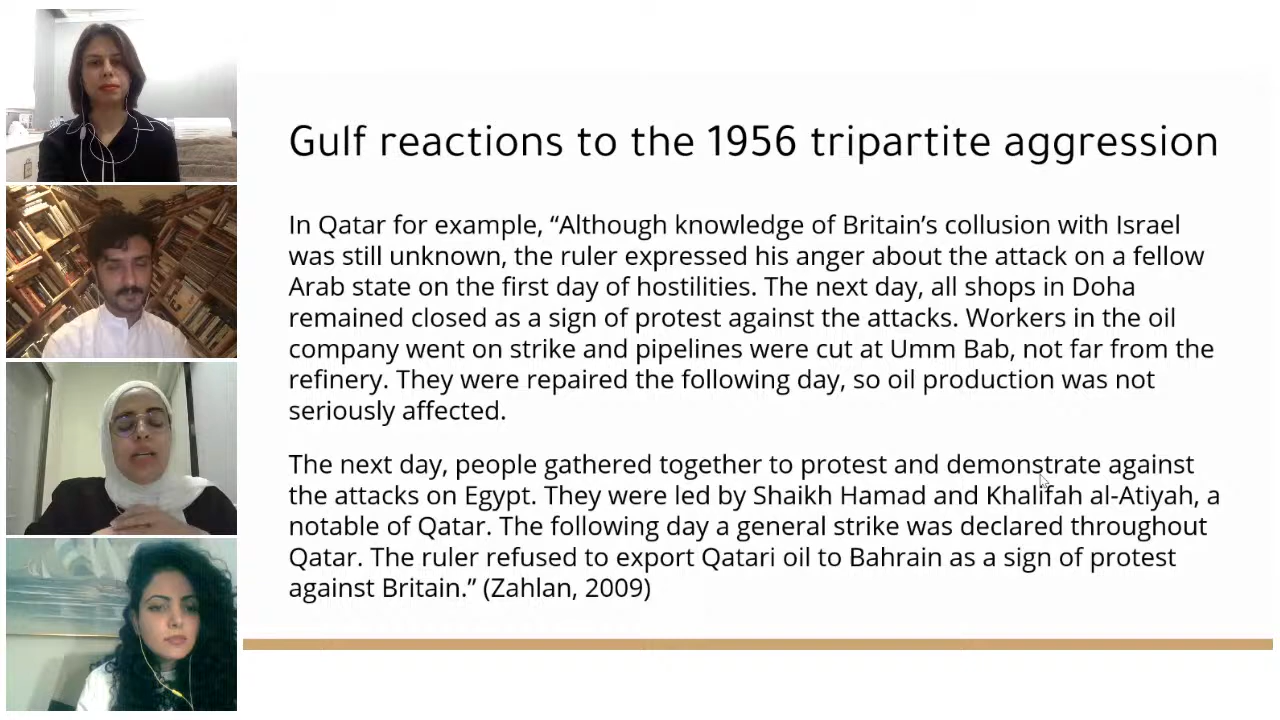 Gulf reactions to the 1956 tripartite aggression
In Qatar for example, “Although knowledge of Britain’s collusion with Israel
was still unknown, the ruler expressed his anger about the attack on a fellow
Arab state on the first day of hostilities. The next day, all shops in Doha
remained closed as a sign of protest against the attacks. Workers in the oil
company went on strike and pipelines were cut at Umm Bab, not far from the
refinery. They were repaired the following day, so oil production was not
seriously affected.
The next day, people gathered together to protest and demonstrate against
the attacks on Egypt. They were led by Shaikh Hamad and Khalifah al-Atiyah, a
notable of Qatar. The following day a general strike was declared throughout
Qatar. The ruler refused to export Qatari oil to Bahrain as a sign of protest
against Britain.” (Zahlan, 2009)